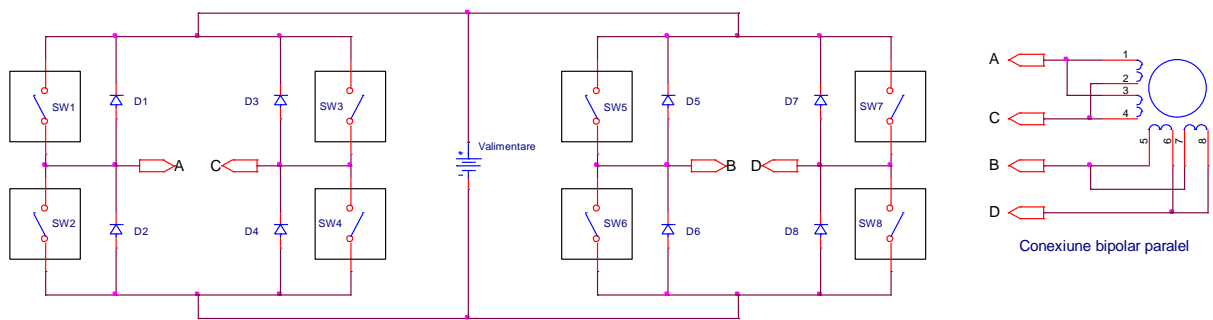 SW1
D1
D3
SW3
A
C
SW2
D2
D4
SW4
+
Valimentare
-
SW5
D5
D7
SW7
B
D
SW6
D6
D8
SW8
A
1
2
3
C
4
B
5
6
7
8
D
Conexiune bipolar paralel